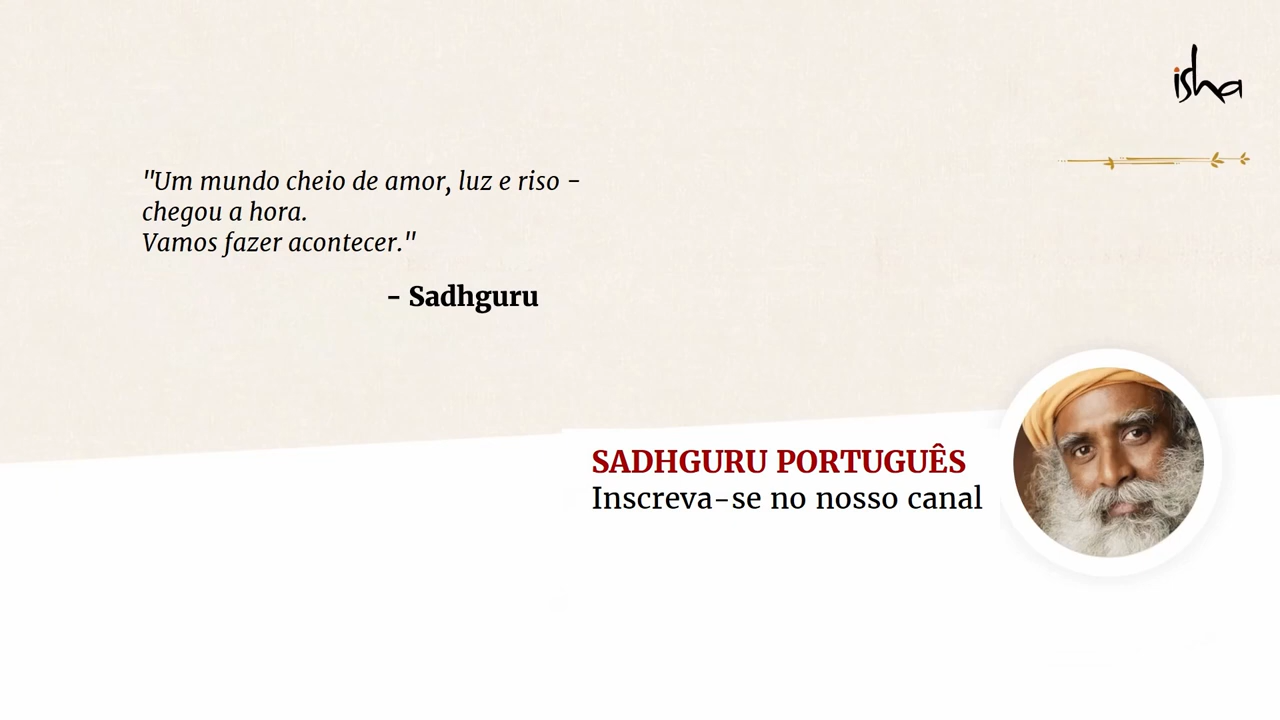 isha
"Um mundo cheio de amor, luz e riso –
chegou a hora.
Vamos fazer acontecer."
– Sadhguru
SADHGURU PORTUGUÊS
Inscreva-se no nosso canal